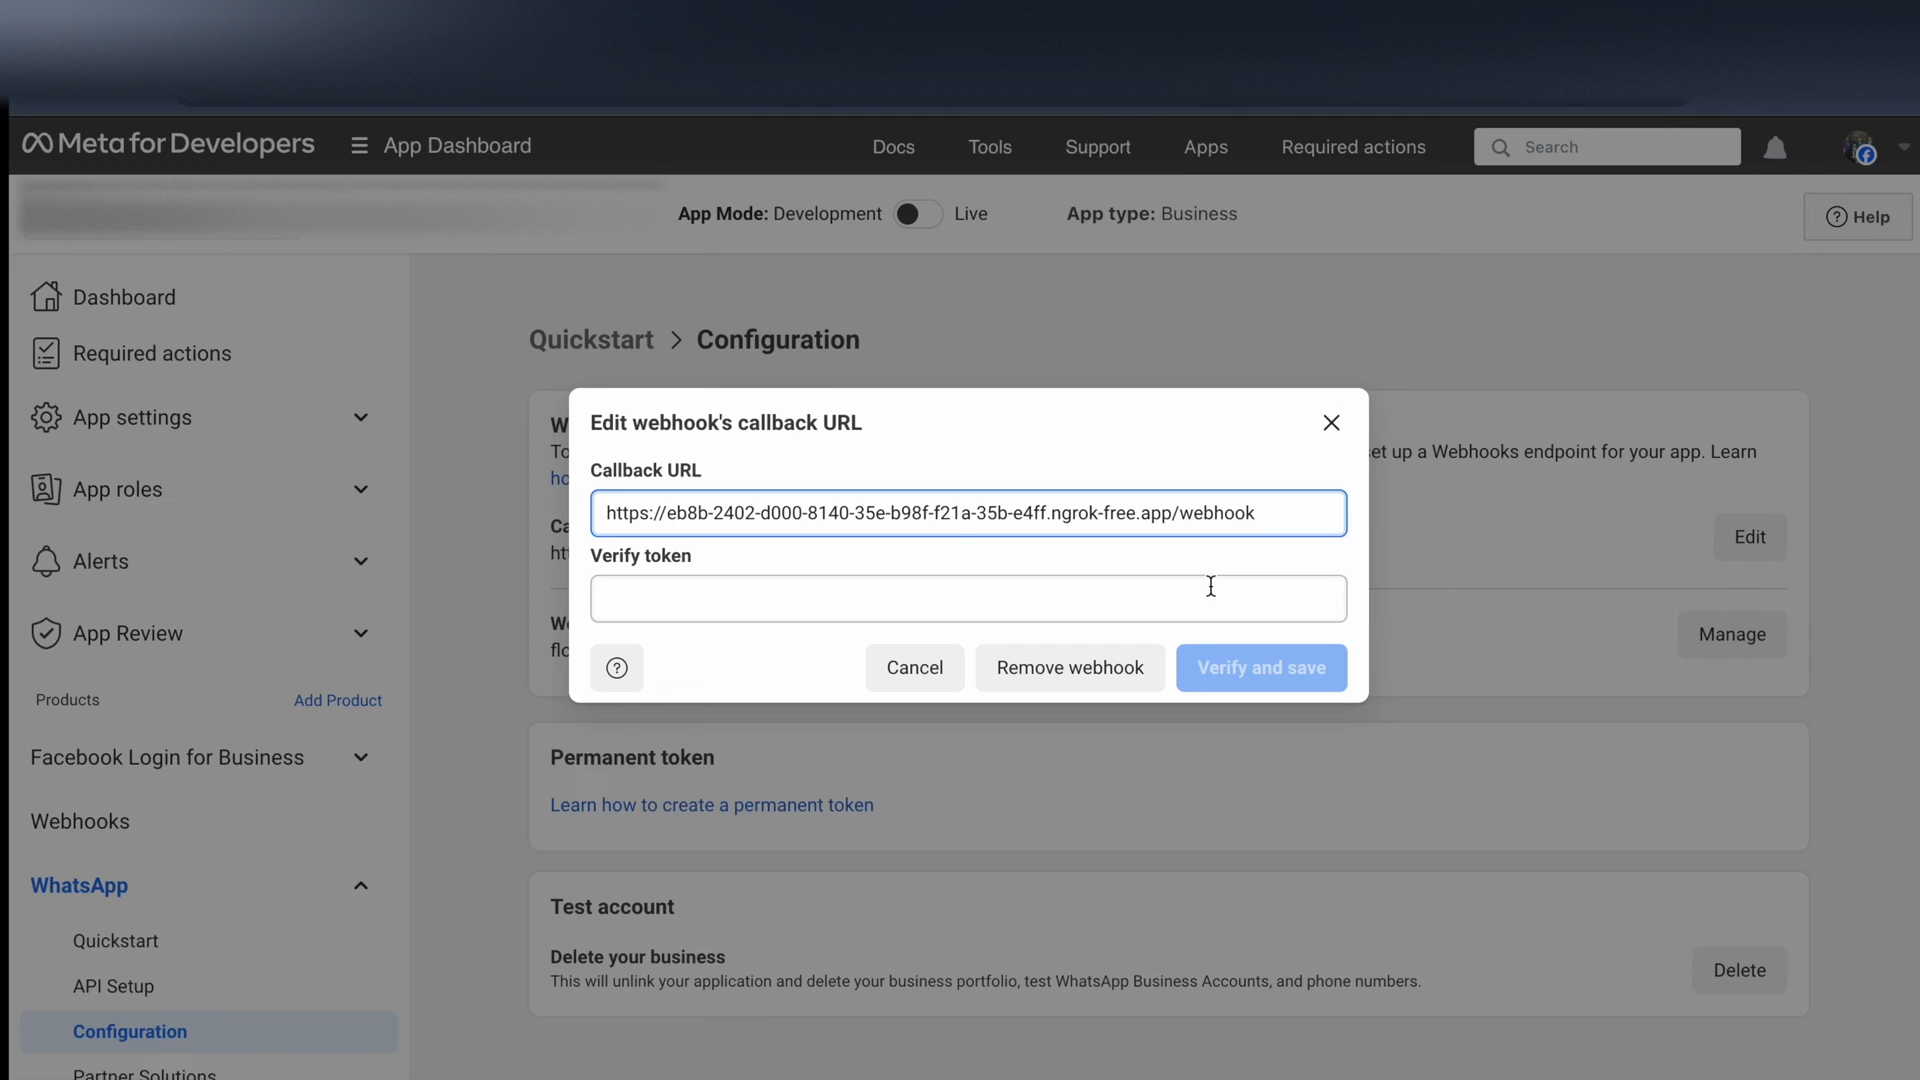 Meta for Developers
App Dashboard
Docs
Tools
Support
Apps
Required actions
Search
App Mode: Development
Live
App type: Business
Help
Dashboard
Required actions
App settings
App roles
Alerts
App Review
Products
Add Product
Facebook Login for Business
Webhooks
WhatsApp
Quickstart
API Setup
Configuration
Partner Solutions
Quickstart > Configuration
et up a Webhooks endpoint for your app. Learn
Edit
Manage
Edit webhook's callback URL
Callback URL
https://eb8b-2402-d000-8140-35e-b98f-f21a-35b-e4ff.ngrok-free.app/webhook
Verify token
Cancel
Remove webhook
Verify and save
Permanent token
Learn how to create a permanent token
Test account
Delete your business
This will unlink your application and delete your business portfolio, test WhatsApp Business Accounts, and phone numbers.
Delete